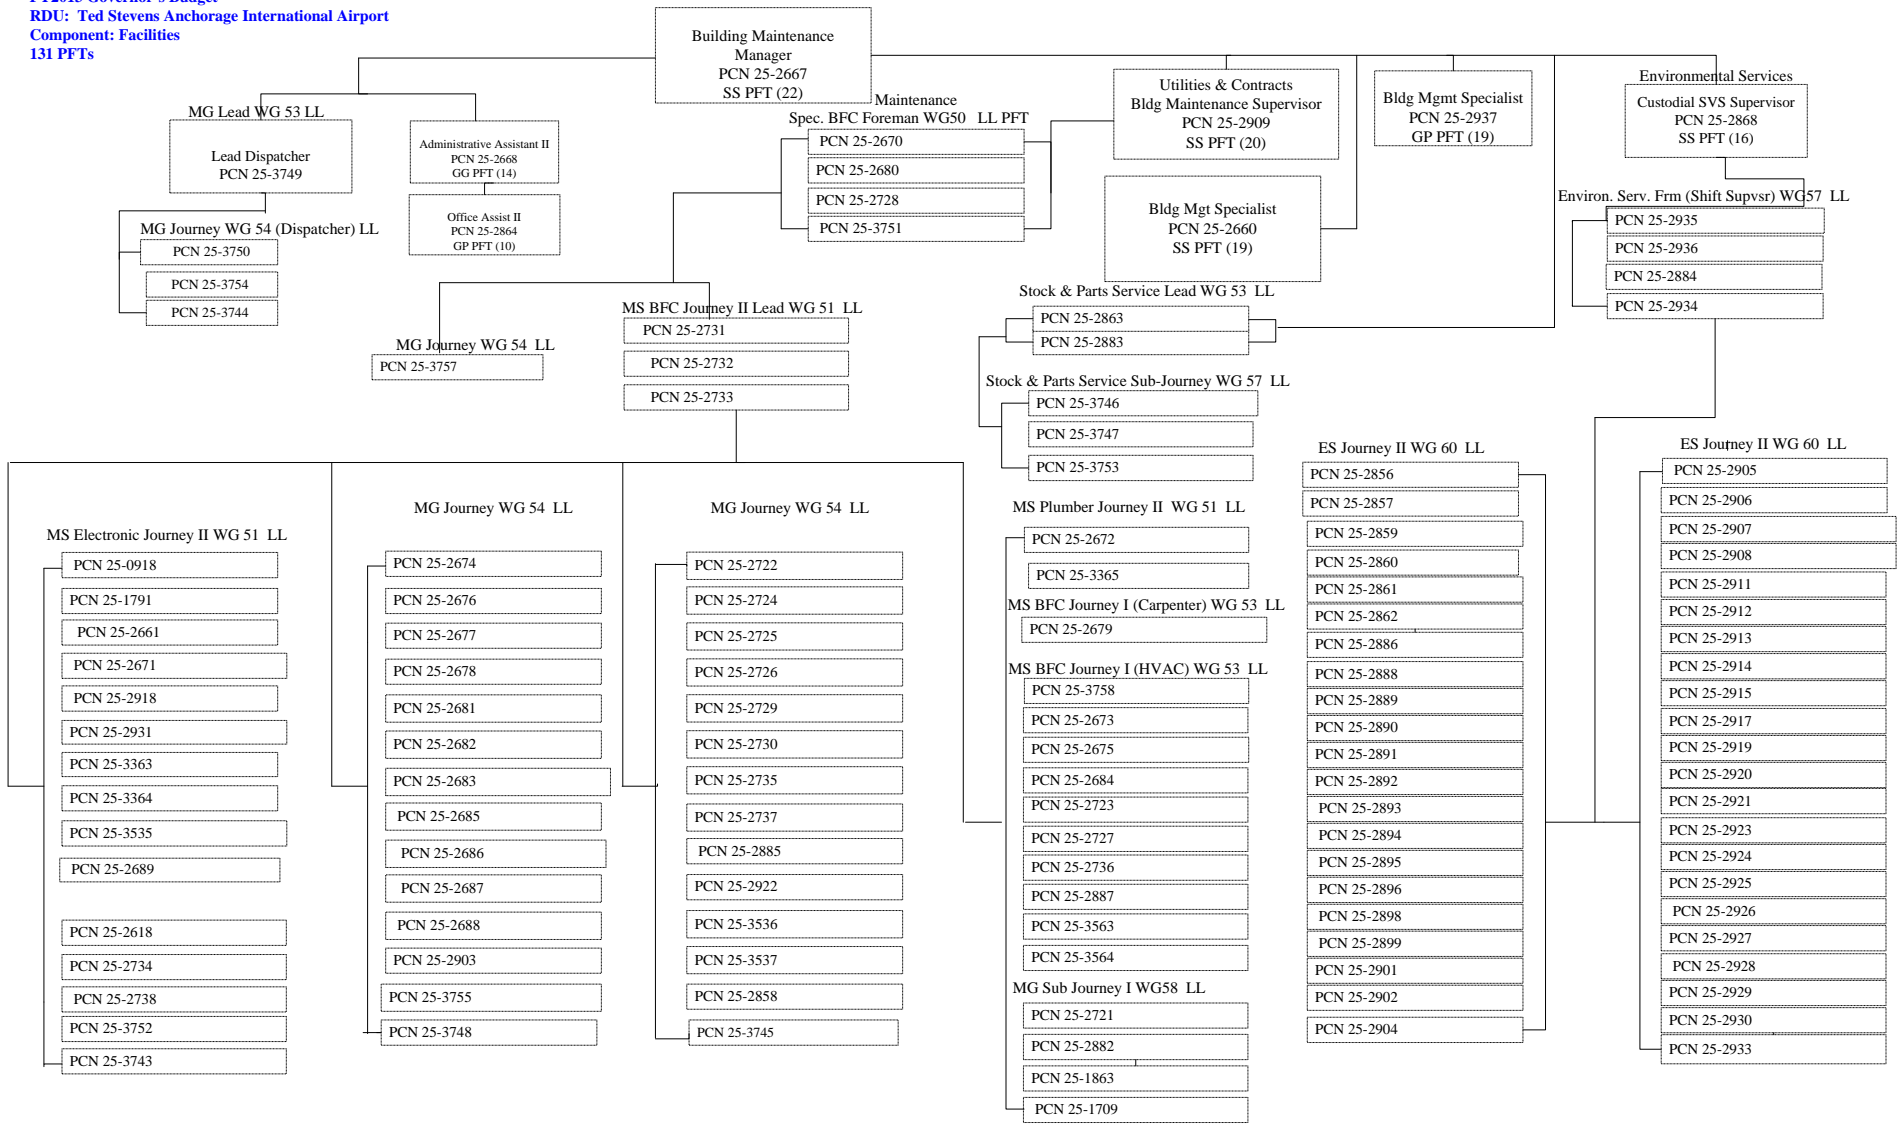 RDU: Ted Stevens Anchorage International Airport
Component: Facilities
131 PFTs
Building Maintenance
Manager
PCN 25-2667
SS PFT (22)
MG Lead WG 53 LL
Lead Dispatcher
PCN 25-3749
MG Journey WG 54 (Dispatcher) LL
PCN 25-3750
PCN 25-3754
PCN 25-3744
Administrative Assistant II
PCN 25-2668
GG PFT (14)
Office Assist II
PCN 25-2864
GP PFT (10)
Maintenance
Spec. BFC Foreman WG50 LL PFT
PCN 25-2670
PCN 25-2680
PCN 25-2728
PCN 25-3751
Utilities & Contracts
Bldg Maintenance Supervisor
PCN 25-2909
SS PFT (20)
Bldg Mgt Specialist
PCN 25-2660
SS PFT (19)
Bldg Mgmt Specialist
PCN 25-2937
GP PFT (19)
Environmental Services
Custodial SVS Supervisor
PCN 25-2868
SS PFT (16)
Environ. Serv. Frm (Shift Supvsr) WG57 LL
PCN 25-2935
PCN 25-2936
PCN 25-2884
PCN 25-2934
MG Journey WG 54 LL
PCN 25-3757
MS BFC Journey II Lead WG 51 LL
PCN 25-2731
PCN 25-2732
PCN 25-2733
Stock & Parts Service Lead WG 53 LL
PCN 25-2863
PCN 25-2883
Stock & Parts Service Sub-Journey WG 57 LL
PCN 25-3746
PCN 25-3747
PCN 25-3753
MS Electronic Journey II WG 51 LL
PCN 25-0918
PCN 25-1791
PCN 25-2661
PCN 25-2671
PCN 25-2918
PCN 25-2931
PCN 25-3363
PCN 25-3364
PCN 25-3535
PCN 25-2689
PCN 25-2618
PCN 25-2734
PCN 25-2738
PCN 25-3752
PCN 25-3743
MG Journey WG 54 LL
PCN 25-2674
PCN 25-2676
PCN 25-2677
PCN 25-2678
PCN 25-2681
PCN 25-2682
PCN 25-2683
PCN 25-2685
PCN 25-2686
PCN 25-2687
PCN 25-2688
PCN 25-2903
PCN 25-3755
PCN 25-3748
MG Journey WG 54 LL
PCN 25-2722
PCN 25-2724
PCN 25-2725
PCN 25-2726
PCN 25-2729
PCN 25-2730
PCN 25-2735
PCN 25-2737
PCN 25-2885
PCN 25-2922
PCN 25-3536
PCN 25-3537
PCN 25-2858
PCN 25-3745
MS Plumber Journey II WG 51 LL
PCN 25-2672
PCN 25-3365
MS BFC Journey I (Carpenter) WG 53 LL
PCN 25-2679
MS BFC Journey I (HVAC) WG 53 LL
PCN 25-3758
PCN 25-2673
PCN 25-2675
PCN 25-2684
PCN 25-2723
PCN 25-2727
PCN 25-2736
PCN 25-2887
PCN 25-3563
PCN 25-3564
MG Sub Journey I WG58 LL
PCN 25-2721
PCN 25-2882
PCN 25-1863
PCN 25-1709
ES Journey II WG 60 LL
PCN 25-2856
PCN 25-2857
PCN 25-2859
PCN 25-2860
PCN 25-2861
PCN 25-2862
PCN 25-2886
PCN 25-2888
PCN 25-2889
PCN 25-2890
PCN 25-2891
PCN 25-2892
PCN 25-2893
PCN 25-2894
PCN 25-2895
PCN 25-2896
PCN 25-2898
PCN 25-2899
PCN 25-2901
PCN 25-2902
PCN 25-2904
ES Journey II WG 60 LL
PCN 25-2905
PCN 25-2906
PCN 25-2907
PCN 25-2908
PCN 25-2911
PCN 25-2912
PCN 25-2913
PCN 25-2914
PCN 25-2915
PCN 25-2917
PCN 25-2919
PCN 25-2920
PCN 25-2921
PCN 25-2923
PCN 25-2924
PCN 25-2925
PCN 25-2926
PCN 25-2927
PCN 25-2928
PCN 25-2929
PCN 25-2930
PCN 25-2933